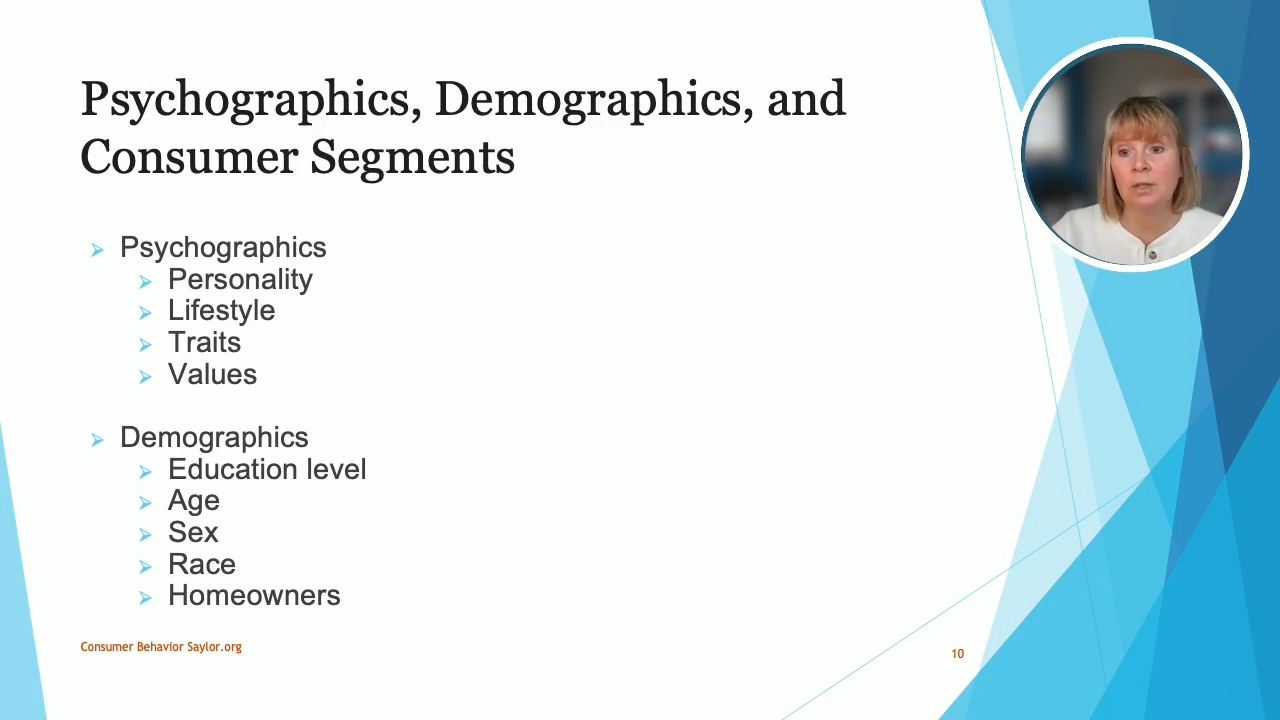 Psychographics, Demographics, and
Consumer Segments
Psychographics
Personality
Lifestyle
Traits
Values
Demographics
Education level
Age
Sex
Race
Homeowners
Consumer Behavior Saylor.org
10